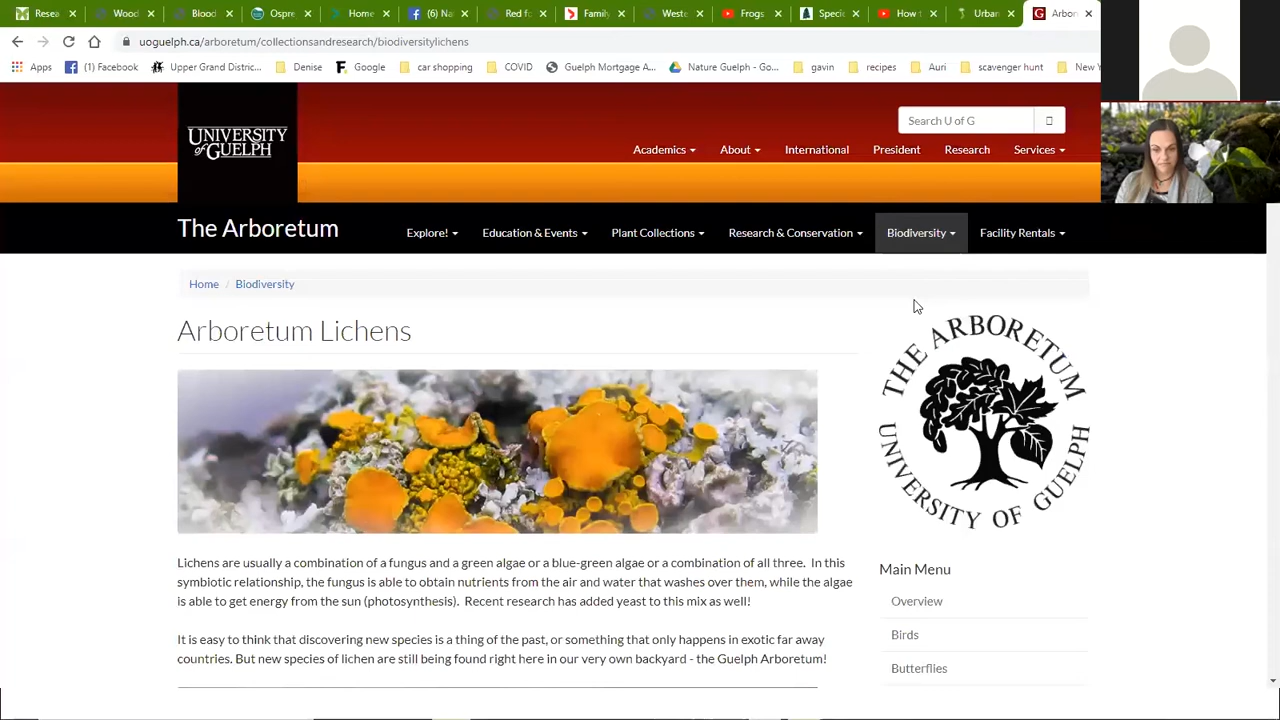 Resea
Wood
Blood
Ospre
Home
(6) Na
Red fo
Family
Weste
Frogs
Specie
How t
Urban
Arbor
uoguelph.ca/arboretum/collectionsandresearch/biodiversitylichens
Apps
(1) Facebook
Upper Grand Distric...
Denise
Google
car shopping
COVID
Guelph Mortgage A...
Nature Guelph - Go...
gavin
recipes
Auri
scavenger hunt
New Y
UNIVERSITY
OF GUELPH
Search U of G
Academics
About
International
President
Research
Services
The Arboretum
Explore!
Education & Events
Plant Collections
Research & Conservation
Biodiversity
Facility Rentals
Home / Biodiversity
Arboretum Lichens
THE ARBORETUM
UNIVERSITY OF GUELPH
Lichens are usually a combination of a fungus and a green algae or a blue-green algae or a combination of all three. In this
symbiotic relationship, the fungus is able to obtain nutrients from the air and water that washes over them, while the algae
is able to get energy from the sun (photosynthesis). Recent research has added yeast to this mix as well!
It is easy to think that discovering new species is a thing of the past, or something that only happens in exotic far away
countries. But new species of lichen are still being found right here in our very own backyard - the Guelph Arboretum!
Main Menu
Overview
Birds
Butterflies